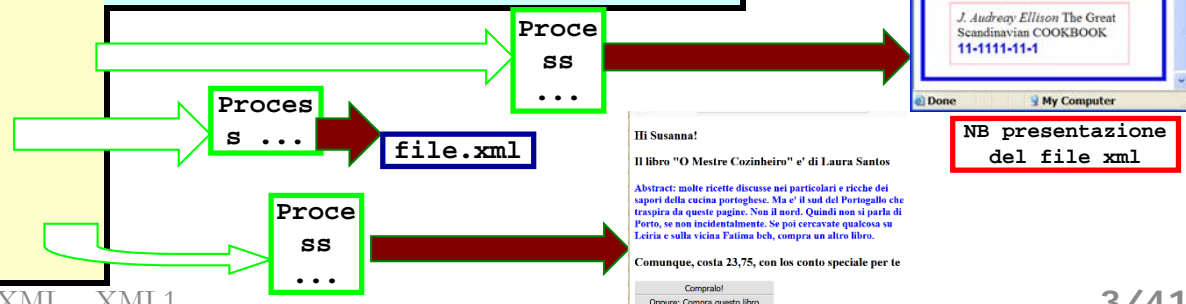 J. Audreay Ellison The Great
Scandinavian COOKBOOK
11-1111-11-1
Done
My Computer
NB presentazione
del file xml
Proce
ss
...
Proces
s ...
file.xml
Proce
ss
...
Hi Susanna!
Il libro "O Mestre Cozinheiro" e' di Laura Santos
Abstract: molte ricette discusse nei particolari e ricche dei
sapori della cucina portoghese. Ma e' il sud del Portogallo che
traspira da queste pagine. Non il nord. Quindi non si parla di
Porto, se non incidentalmente. Se poi cercavate qualcosa su
Leiria e sulla vicina Fatima beh, compra un altro libro.
Comunque, costa 23,75, con los conto speciale per te
Compralo!
Oppure: Compra questo libro
XML XML1
3/41